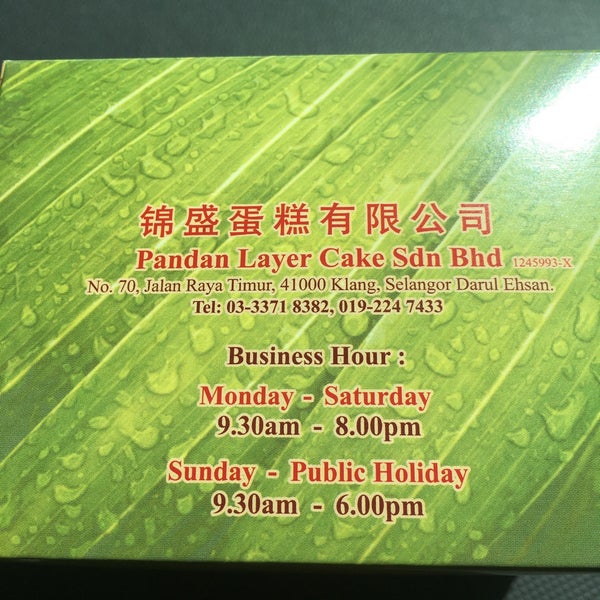 锦盛蛋糕有限公司
Pandan Layer Cake Sdn Bhd 1245993-X
No. 70, Jalan Raya Timur, 41000 Klang, Selangor Darul Ehsan.
Tel: 03-3371 8382, 019-224 7433
Business Hour :
Monday - Saturday
9.30am - 8.00pm
Sunday - Public Holiday
9.30am - 6.00pm